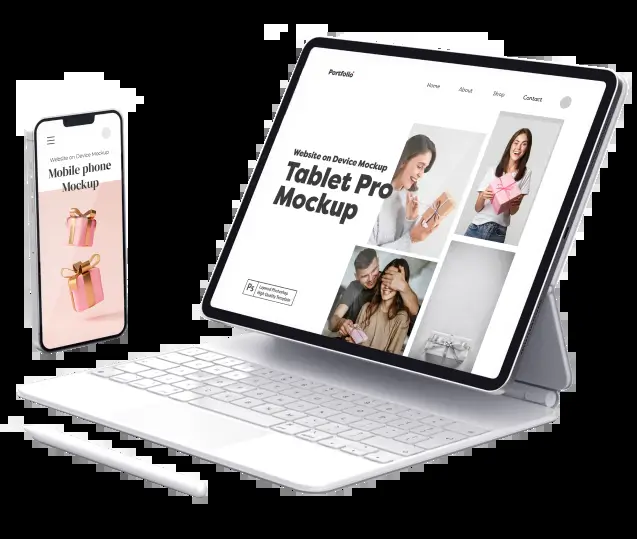 Website on Device Mockup
Mobile phone
Mockup
Portfolio
Home
About
Shop
Contact
Website on Device Mockup
Tablet Pro
Mockup
Ps
Layered Photoshop
High Quality Template